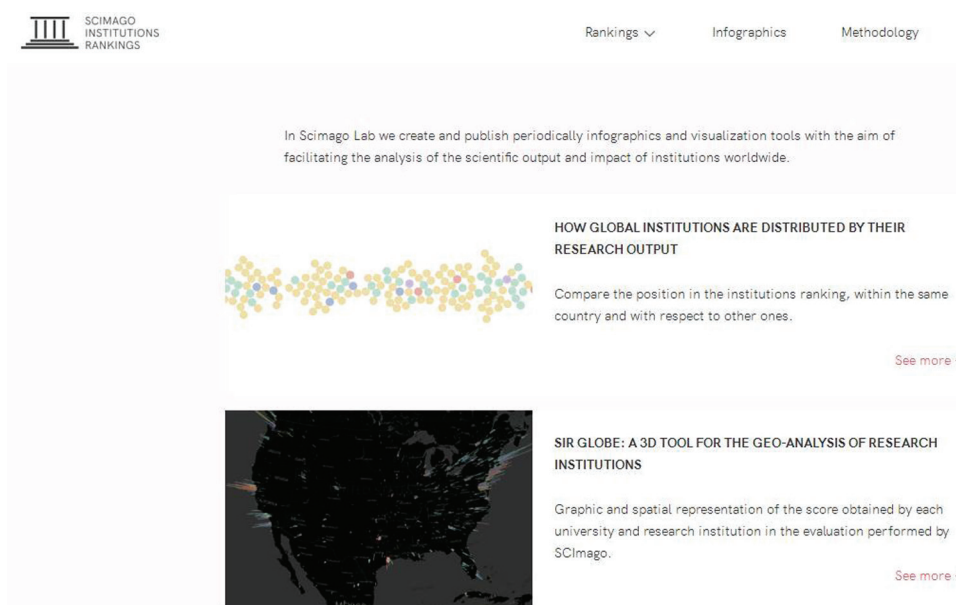 SCIMAGO
INSTITUTIONS
RANKINGS
Rankings
Infographics
Methodology
In Scimago Lab we create and publish periodically infographics and visualization tools with the aim of
facilitating the analysis of the scientific output and impact of institutions worldwide.
HOW GLOBAL INSTITUTIONS ARE DISTRIBUTED BY THEIR
RESEARCH OUTPUT
Compare the position in the institutions ranking, within the same
country and with respect to other ones.
See more
SIR GLOBE: A 3D TOOL FOR THE GEO-ANALYSIS OF RESEARCH
INSTITUTIONS
Graphic and spatial representation of the score obtained by each
university and research institution in the evaluation performed by
SCImago.
See more